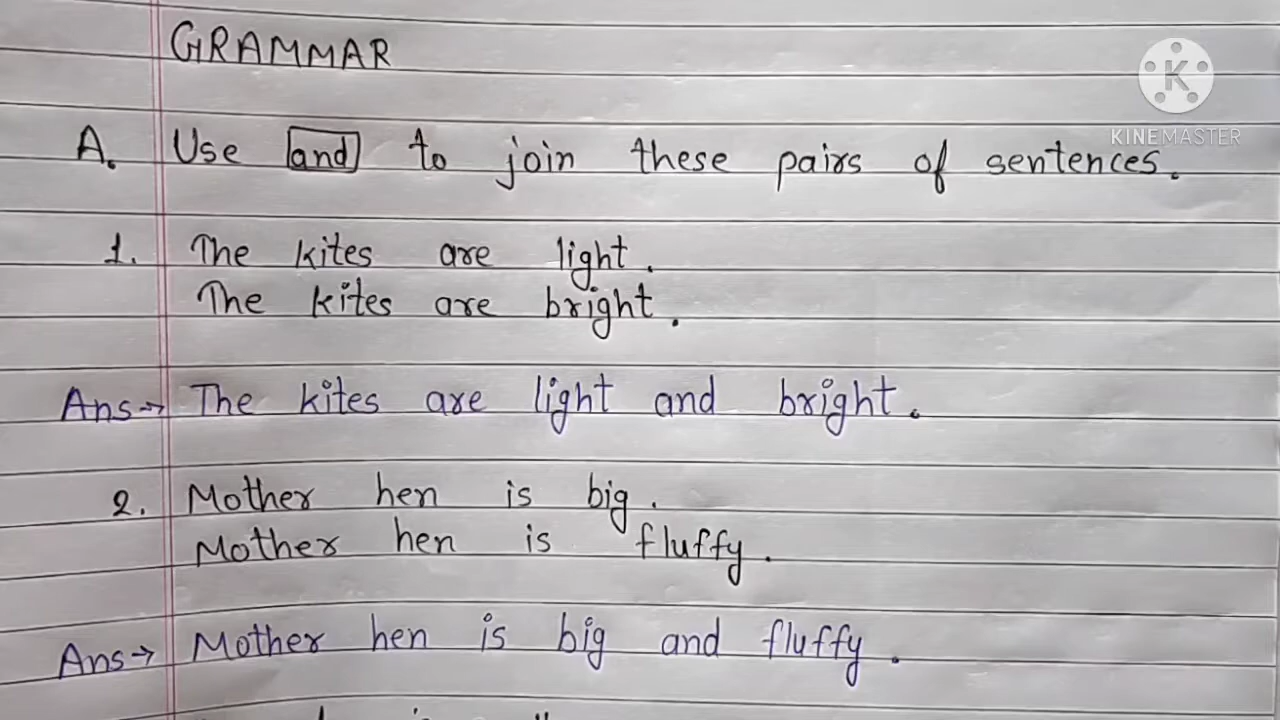 GRAMMAR
K
KINEMASTER
A. Use and to join these pairs of sentences.
1. The kites are light.
The kites are bright.
Ans→ The kites are light and bright.
2. Mother hen is big.
Mother hen is fluffy.
Ans→ Mother hen is big and fluffy.